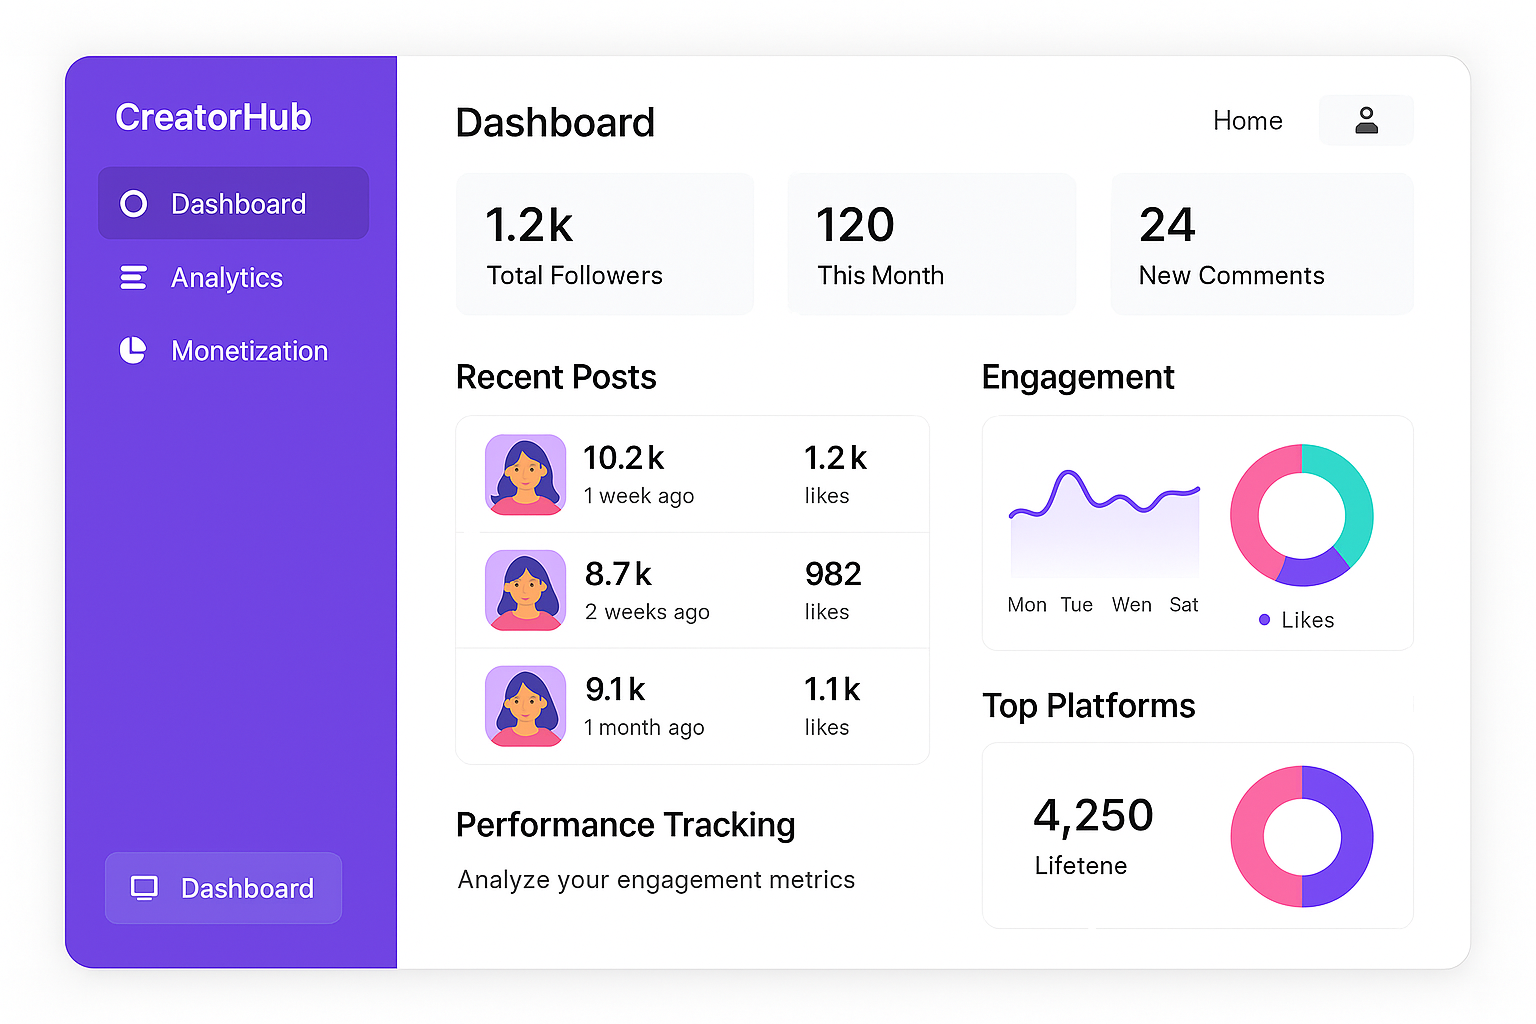 CreatorHub
Dashboard
Analytics
Monetization
Dashboard
Dashboard
Home
1.2k
Total Followers
120
This Month
24
New Comments
Recent Posts
10.2k
1 week ago
1.2k
likes
8.7k
2 weeks ago
982
likes
9.1k
1 month ago
1.1k
likes
Performance Tracking
Analyze your engagement metrics
Engagement
Mon Tue Wen Sat
Likes
Top Platforms
4,250
Lifetene